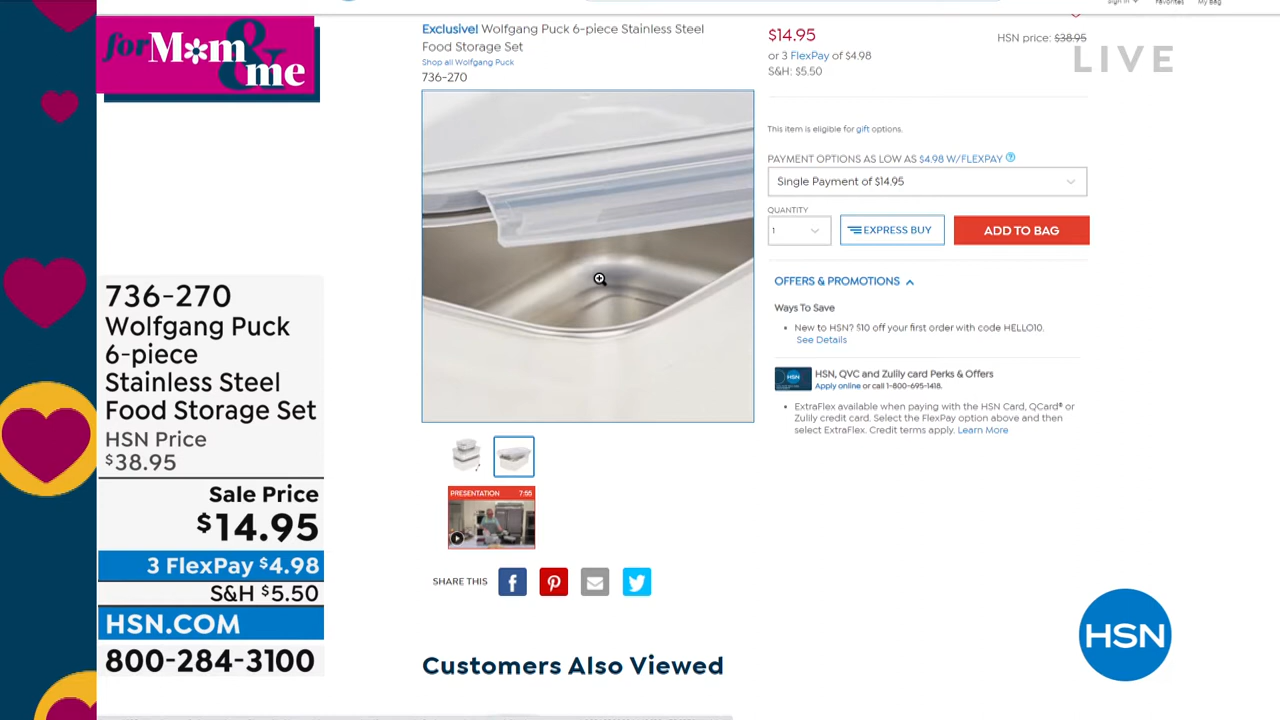 for Mom
& me
736-270
Wolfgang Puck
6-piece
Stainless Steel
Food Storage Set
HSN Price
$38.95
Sale Price
$14.95
3 FlexPay $4.98
S&H $5.50
HSN.COM
800-284-3100
Sign In
Favorites
My Bag
Exclusive! Wolfgang Puck 6-piece Stainless Steel
Food Storage Set
Shop all Wolfgang Puck
736-270
PRESENTATION 7:55
SHARE THIS
Customers Also Viewed
$14.95
HSN price: $38.95
or 3 FlexPay of $4.98
S&H: $5.50
LIVE
This item is eligible for gift options.
PAYMENT OPTIONS AS LOW AS $4.98 W/FLEXPAY
Single Payment of $14.95
QUANTITY
1
EXPRESS BUY
ADD TO BAG
OFFERS & PROMOTIONS
Ways To Save
New to HSN? $10 off your first order with code HELLO10.
See Details
HSN
HSN, QVC and Zulily card Perks & Offers
Apply online or call 1-800-695-1418.
ExtraFlex available when paying with the HSN Card, QCard® or
Zulily credit card. Select the FlexPay option above and then
select ExtraFlex. Credit terms apply. Learn More
HSN